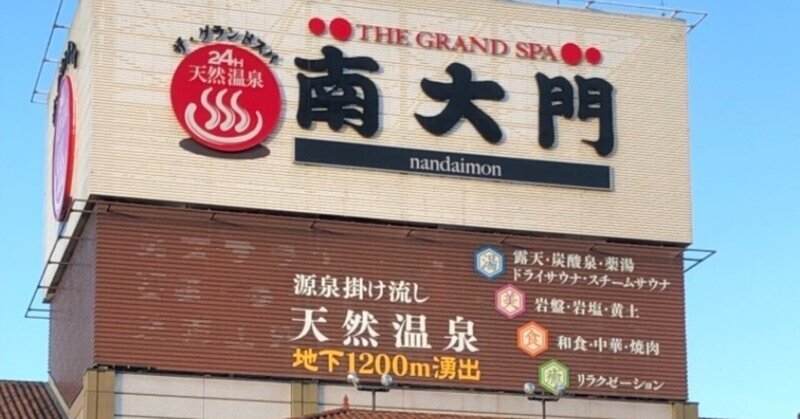 THE GRAND SPA
ザ・グランドスパ
24H
天然温泉
南大門
nandaimon
源泉掛け流し
天然温泉
地下1200m湧出
湯
露天・炭酸泉・薬湯
ドライサウナ・スチームサウナ
美
岩盤・岩塩・黄土
食
和食・中華・焼肉
リラクゼーション